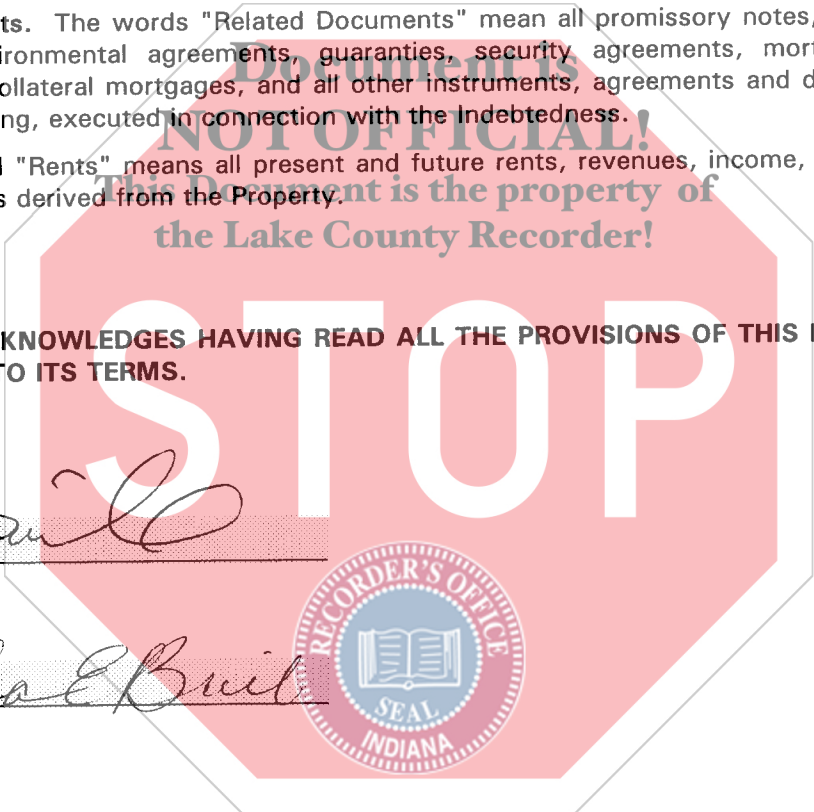 ts. The words "Related Documents" mean all promissory notes,
ironmental agreements, guaranties, security agreements, mort
ollateral mortgages, and all other instruments, agreements and d
ng, executed in connection with the Indebtedness.
"Rents" means all present and future rents, revenues, income,
s derived from the Property.
Document is
NOT OFFICIAL!
This Document is the property of
the Lake County Recorder!
KNOWLEDGES HAVING READ ALL THE PROVISIONS OF THIS
TO ITS TERMS.
STOP
RECORDER'S OFFICE
SEAL
INDIANA